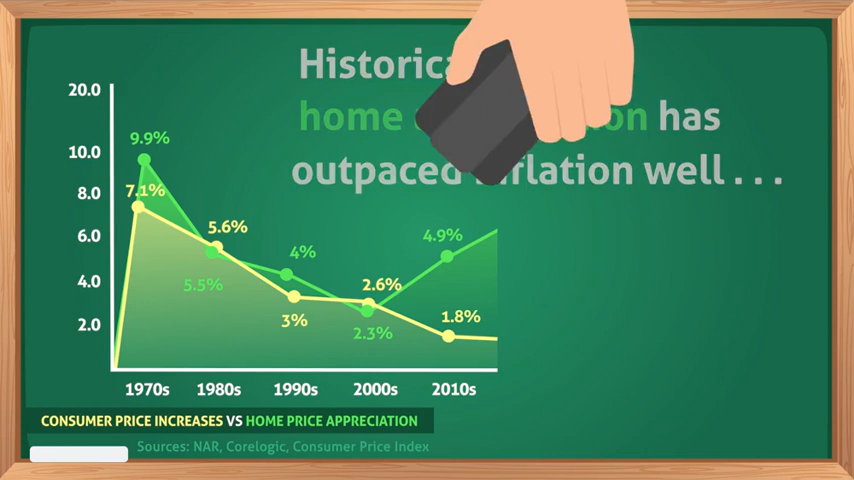 Historic
home on has
outpaced inflation well . . .
20.0
10.0
8.0
6.0
4.0
2.0
9.9%
7.1%
5.6%
5.5%
4%
3%
2.6%
2.3%
4.9%
1.8%
1970s 1980s 1990s 2000s 2010s
CONSUMER PRICE INCREASES VS HOME PRICE APPRECIATION
Sources: NAR, Corelogic, Consumer Price Index